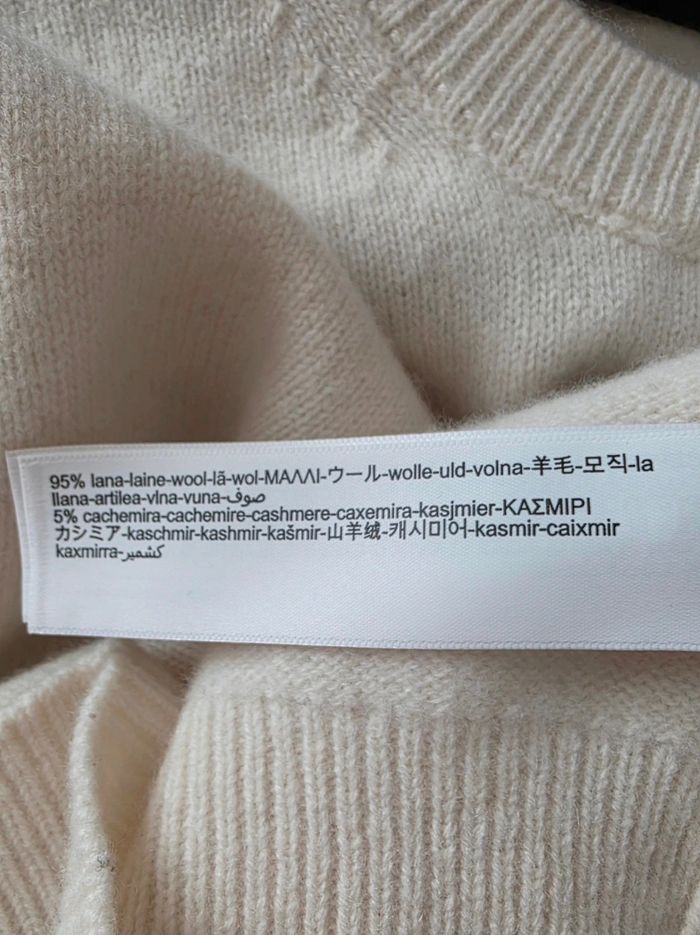 95% lana-laine-wool-lã-wol-ΜΑΛΛΙ-ウール-wolle-uld-volna-羊毛-모직-la
llana-artilea-vlna-vuna-صوف
5% cachemira-cachemire-cashmere-caxemira-kasjmier-ΚΑΣΜΙΡΙ
カシミア-kaschmir-kashmir-kašmir-山羊绒-캐시미어-kasmir-caixmir
kaxmirra-كشمير